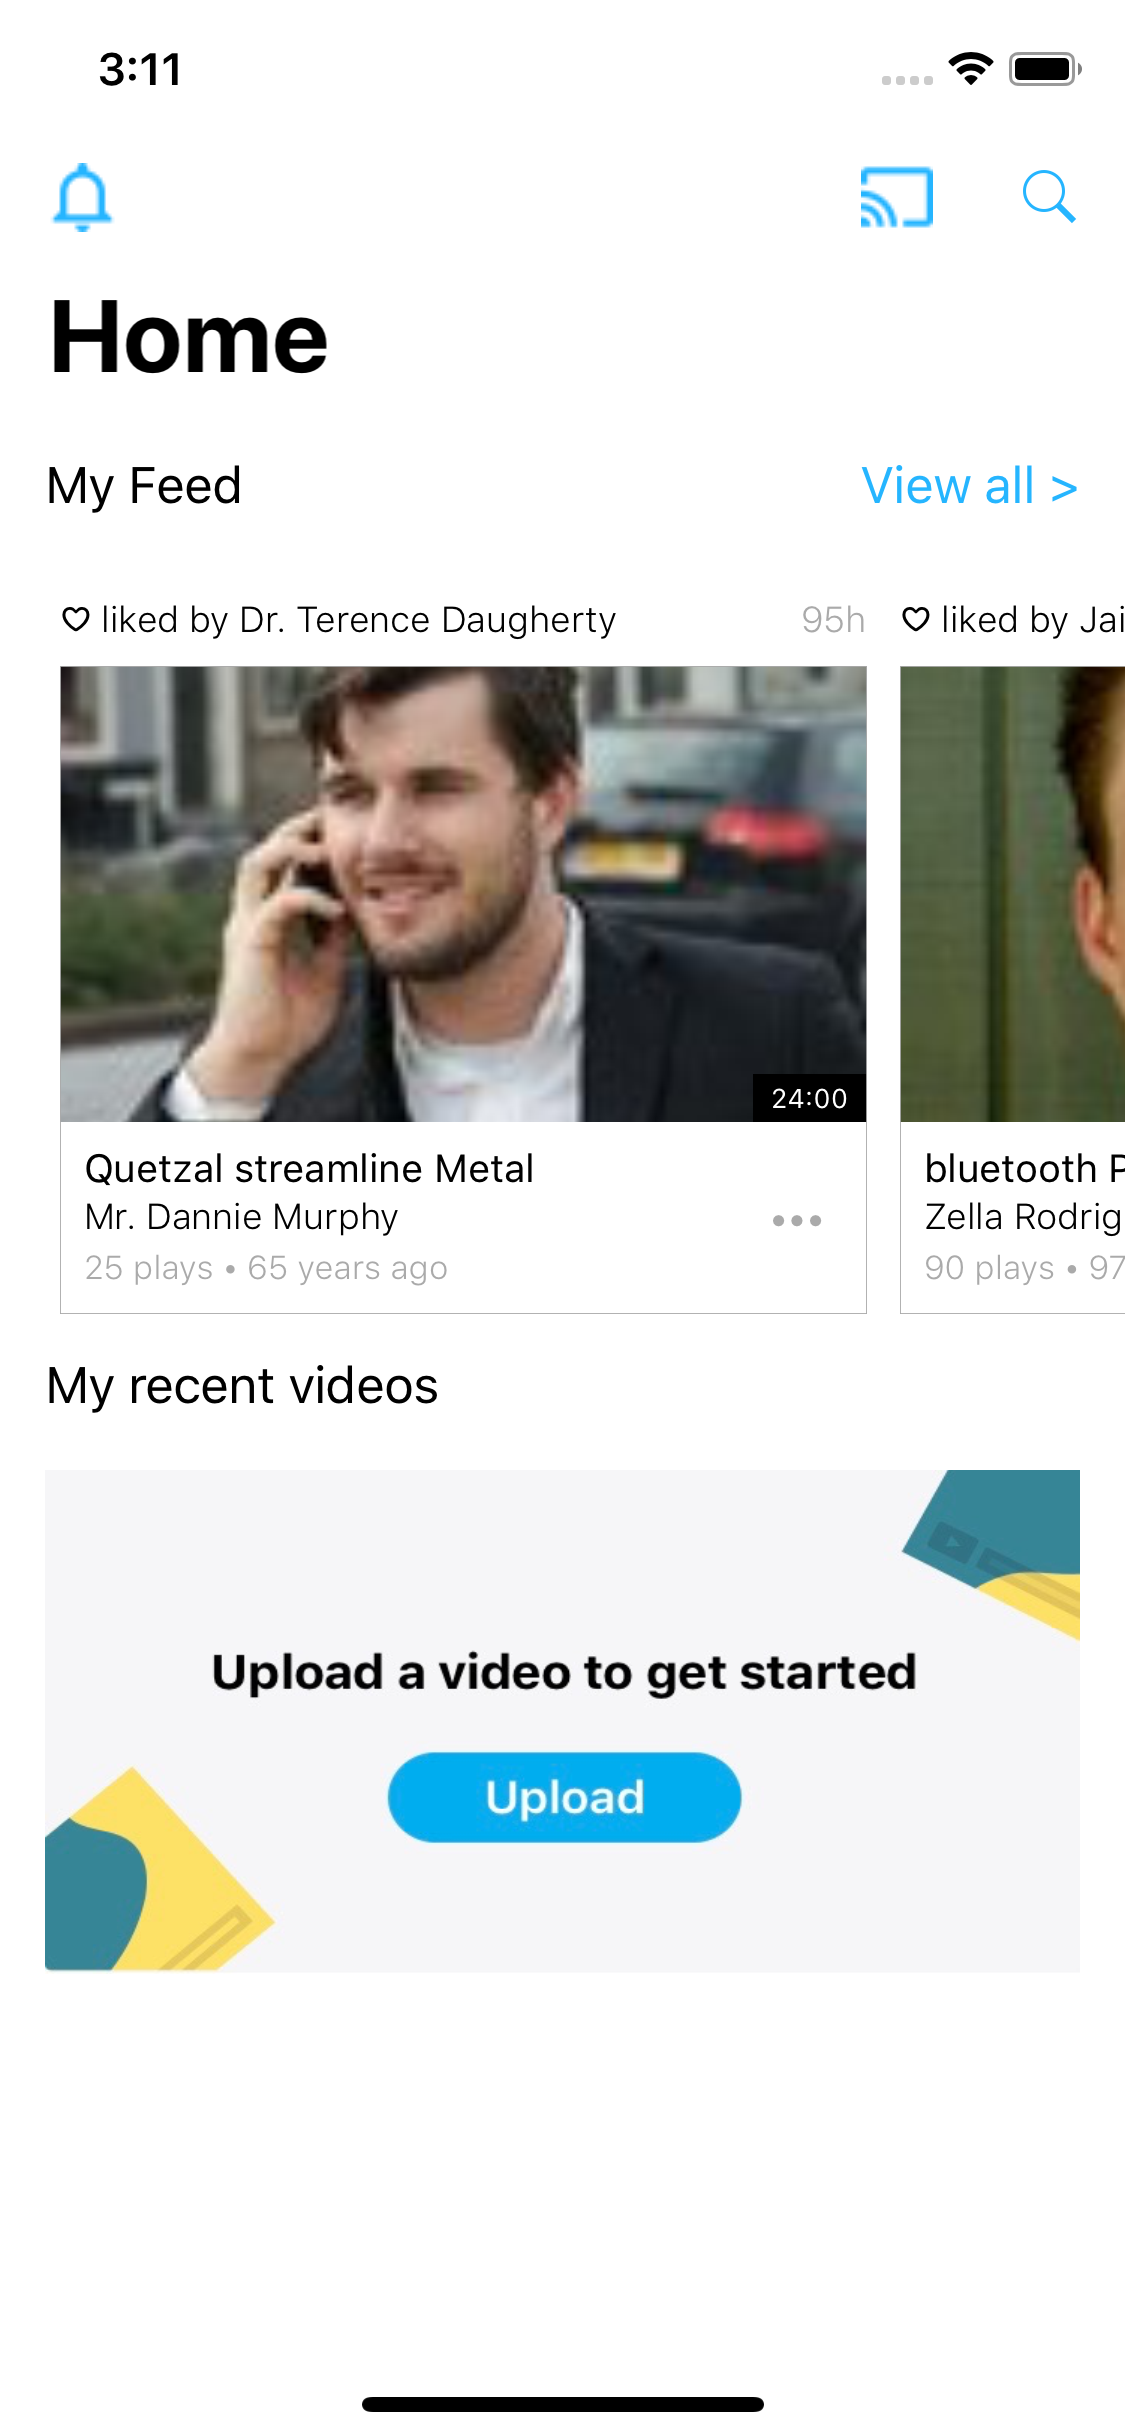 3:11
Home
My Feed
View all >
liked by Dr. Terence Daugherty
95h
liked by Jai
24:00
Quetzal streamline Metal
Mr. Dannie Murphy
25 plays • 65 years ago
bluetooth P
Zella Rodrig
90 plays • 97
My recent videos
Upload a video to get started
Upload